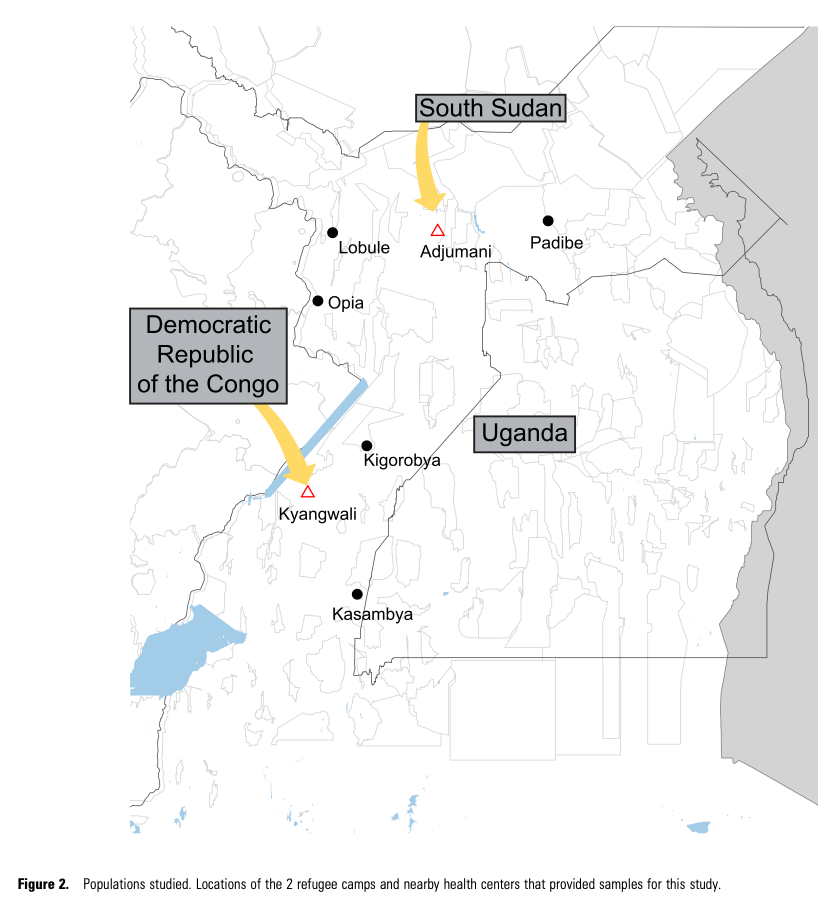 South Sudan
Lobule
Adjumani
Padibe
Opia
Democratic
Republic
of the Congo
Uganda
Kigorobya
Kyangwali
Kasambya
Figure 2. Populations studied. Locations of the 2 refugee camps and nearby health centers that provided samples for this study.